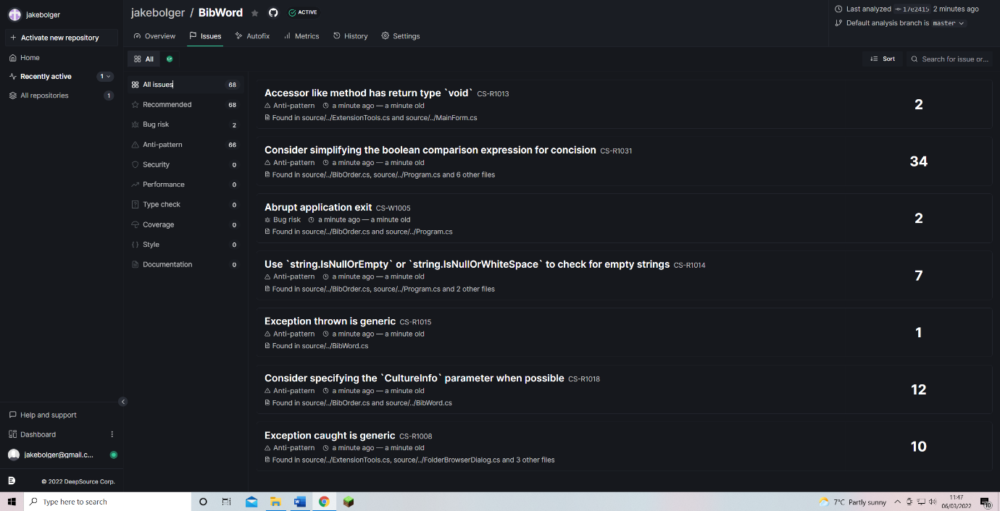 jakebolger
Activate new repository
Home
Recently active 1
All repositories 1
Help and support
Dashboard
jakebolger@gmail.c...
© 2022 DeepSource Corp.
jakebolger / BibWord ACTIVE
Last analyzed 17e2415 2 minutes ago
Default analysis branch is master
Overview Issues Autofix Metrics History Settings
All
Sort Search for issue or...
All issues 68
Recommended 68
Bug risk 2
Anti-pattern 66
Security 0
Performance 0
Type check 0
Coverage 0
Style 0
Documentation 0
Accessor like method has return type `void` CS-R1013
Anti-pattern a minute ago — a minute old
Found in source/../ExtensionTools.cs and source/../MainForm.cs
2
Consider simplifying the boolean comparison expression for concision CS-R1031
Anti-pattern a minute ago — a minute old
Found in source/../BibOrder.cs, source/../Program.cs and 6 other files
34
Abrupt application exit CS-W1005
Bug risk a minute ago — a minute old
Found in source/../BibOrder.cs and source/../Program.cs
2
Use `string.IsNullOrEmpty` or `string.IsNullOrWhiteSpace` to check for empty strings CS-R1014
Anti-pattern a minute ago — a minute old
Found in source/../BibOrder.cs, source/../Program.cs and 2 other files
7
Exception thrown is generic CS-R1015
Anti-pattern a minute ago — a minute old
Found in source/../BibWord.cs
1
Consider specifying the `CultureInfo` parameter when possible CS-R1018
Anti-pattern a minute ago — a minute old
Found in source/../BibOrder.cs and source/../BibWord.cs
12
Exception caught is generic CS-R1008
Anti-pattern a minute ago — a minute old
Found in source/../ExtensionTools.cs, source/../FolderBrowserDialog.cs and 3 other files
10
Type here to search
7°C Partly sunny
11:47
06/03/2022
10